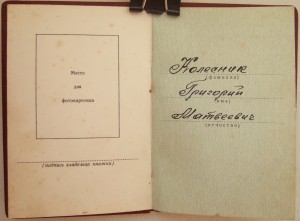 Место
для
фотокарточки
(подпись владельца книжки)
Колесник
(фамилия)
Григорий
(имя)
Матвеевич
(отчество)